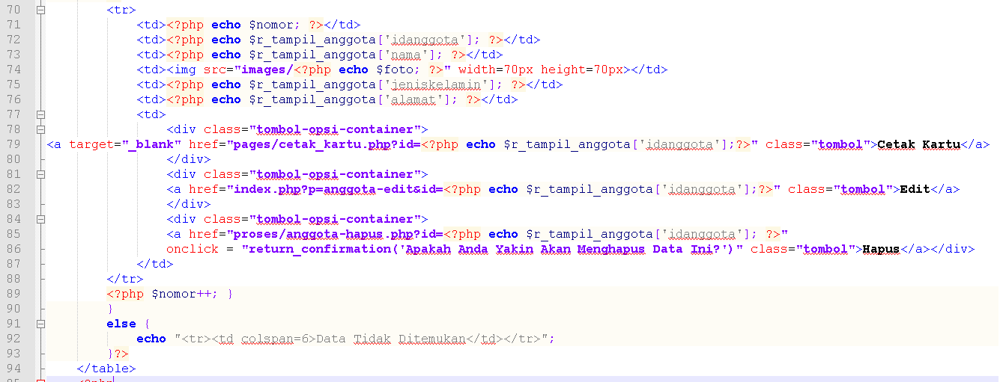 70 <tr>
71 <td><?php echo $nomor; ?></td>
72 <td><?php echo $r_tampil_anggota['idanggota']; ?></td>
73 <td><?php echo $r_tampil_anggota['nama']; ?></td>
74 <td><img src="images/<?php echo $foto; ?>" width=70px height=70px></td>
75 <td><?php echo $r_tampil_anggota['jeniskelamin']; ?></td>
76 <td><?php echo $r_tampil_anggota['alamat']; ?></td>
77 <td>
78 <div class="tombol-opsi-container">
79 <a target="_blank" href="pages/cetak_kartu.php?id=<?php echo $r_tampil_anggota['idanggota'];?>" class="tombol">Cetak Kartu</a>
80 </div>
81 <div class="tombol-opsi-container">
82 <a href="index.php?p=anggota-edit&id=<?php echo $r_tampil_anggota['idanggota'];?>" class="tombol">Edit</a>
83 </div>
84 <div class="tombol-opsi-container">
85 <a href="proses/anggota-hapus.php?id=<?php echo $r_tampil_anggota['idanggota']; ?>"
86 onclick = "return_confirmation('Apakah Anda Yakin Akan Menghapus Data Ini?')" class="tombol">Hapus</a></div>
87 </td>
88 </tr>
89 <?php $nomor++; }
90 }
91 else {
92 echo "<tr><td colspan=6>Data Tidak Ditemukan</td></tr>";
93 }?>
94 </table>
95 <?php